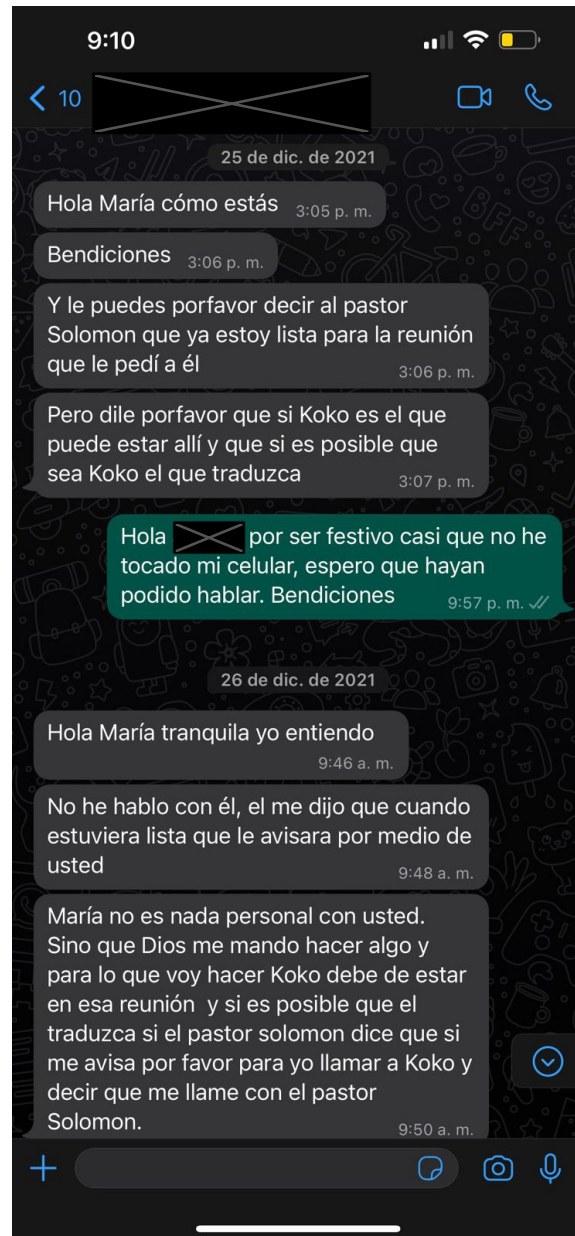 9:10
10
25 de dic. de 2021
Hola María cómo estás
3:05 p. m.
Bendiciones
3:06 p. m.
Y le puedes porfavor decir al pastor
Solomon que ya estoy lista para la reunión
que le pedí a él
3:06 p. m.
Pero dile porfavor que si Koko es el que
puede estar allí y que si es posible que
sea Koko el que traduzca
3:07 p. m.
Hola por ser festivo casi que no he
tocado mi celular, espero que hayan
podido hablar. Bendiciones
9:57 p. m.
26 de dic. de 2021
Hola María tranquila yo entiendo
9:46 a. m.
No he hablo con él, el me dijo que cuando
estuviera lista que le avisara por medio de
usted
9:48 a. m.
María no es nada personal con usted.
Sino que Dios me mando hacer algo y
para lo que voy hacer Koko debe de estar
en esa reunión y si es posible que el
traduzca si el pastor solomon dice que si
me avisa por favor para yo llamar a Koko y
decir que me llame con el pastor
Solomon.
9:50 a. m.